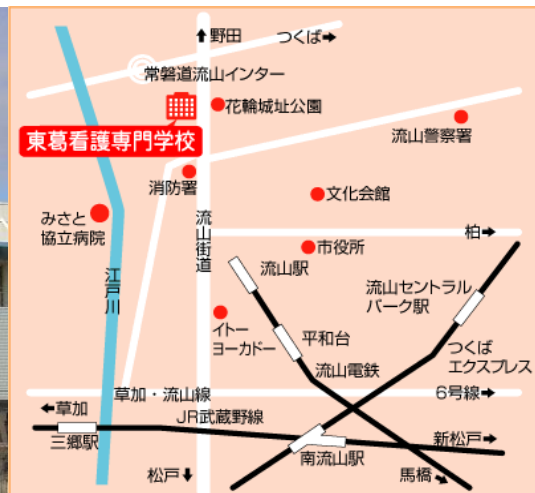 野田
つくば
常磐道流山インター
花輪城址公園
東葛看護専門学校
流山警察署
消防署
文化会館
みさと
協立病院
流山街道
柏
市役所
江戸川
流山駅
流山セントラル
パーク駅
イトー
ヨーカドー
平和台
つくば
エクスプレス
流山電鉄
草加・流山線
6号線
草加
JR武蔵野線
三郷駅
新松戸
南流山駅
松戸
馬橋